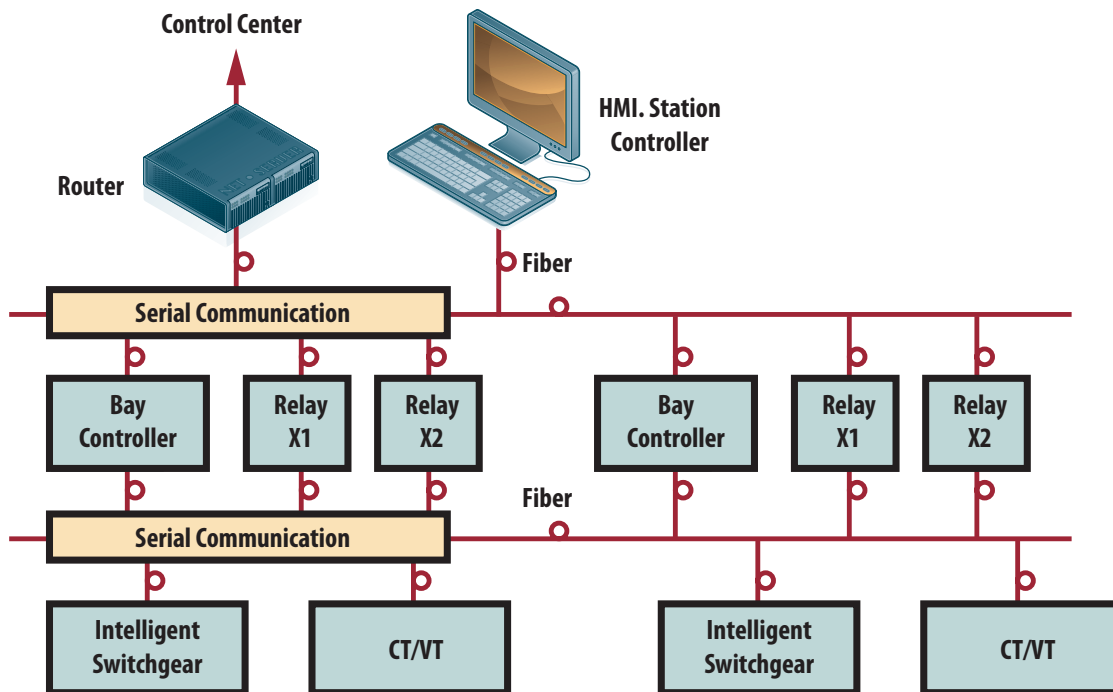 Control Center
HMI. Station
Controller
Router
Fiber
Serial Communication
Bay
Controller
Relay
X1
Relay
X2
Bay
Controller
Relay
X1
Relay
X2
Fiber
Serial Communication
Intelligent
Switchgear
CT/VT
Intelligent
Switchgear
CT/VT